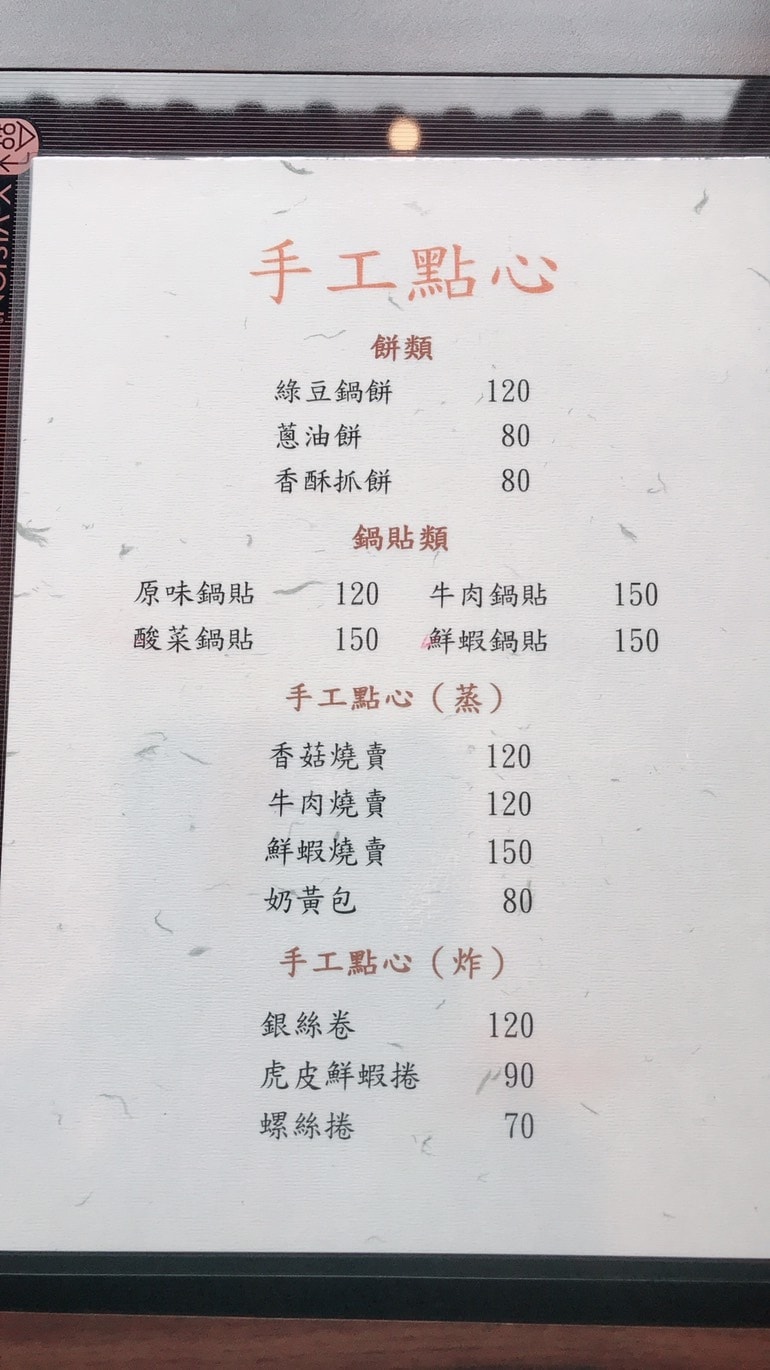 手工點心
餅類
綠豆鍋餅 120
蔥油餅 80
香酥抓餅 80
鍋貼類
原味鍋貼 120 牛肉鍋貼 150
酸菜鍋貼 150 鮮蝦鍋貼 150
手工點心（蒸）
香菇燒賣 120
牛肉燒賣 120
鮮蝦燒賣 150
奶黃包 80
手工點心（炸）
銀絲卷 120
虎皮鮮蝦捲 90
螺絲捲 70